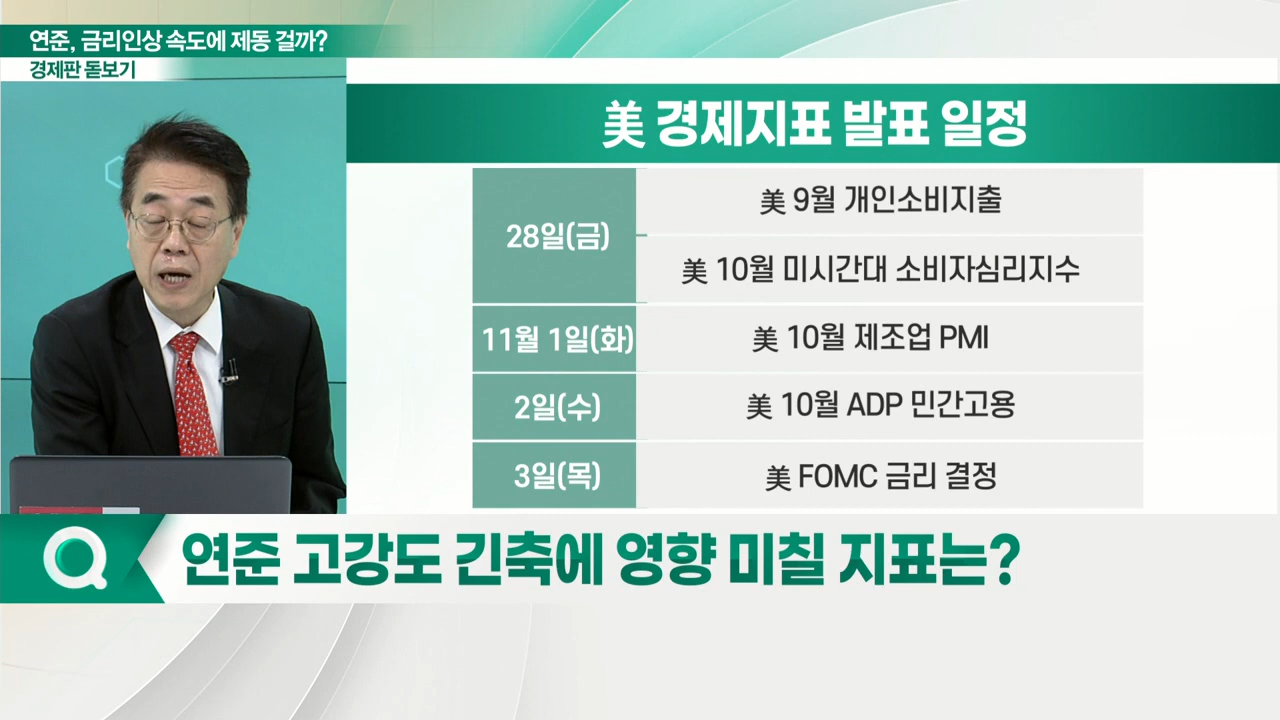 연준, 금리인상 속도에 제동 걸까?
경제판 돋보기
美 경제지표 발표 일정
28일(금)
美 9월 개인소비지출
美 10월 미시간대 소비자심리지수
11월 1일(화)
美 10월 제조업 PMI
2일(수)
美 10월 ADP 민간고용
3일(목)
美 FOMC 금리 결정
Q 연준 고강도 긴축에 영향 미칠 지표는?